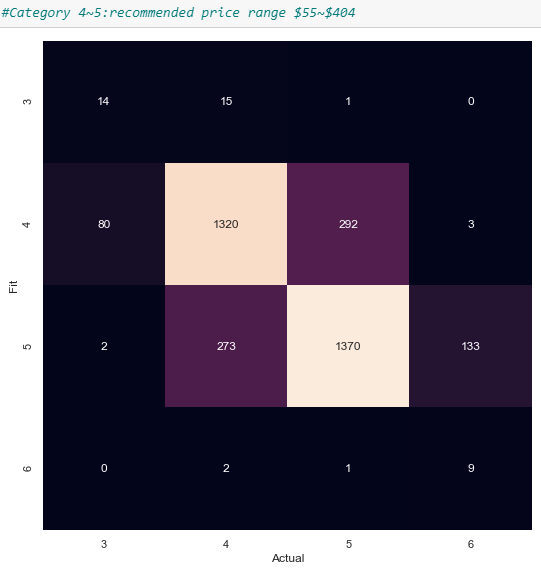 #Category 4~5:recommended price range $55~$404
3 14 15 1 0
4 80 1320 292 3
Fit
5 2 273 1370 133
6 0 2 1 9
3 4 5 6
Actual